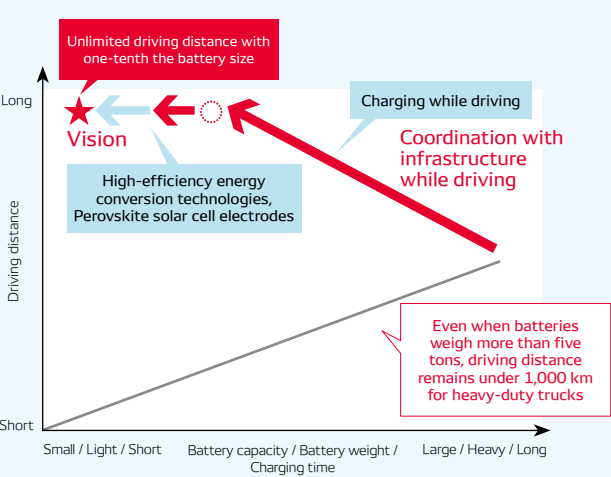 Unlimited driving distance with
one-tenth the battery size
Long
Charging while driving
Vision
Coordination with
infrastructure
while driving
High-efficiency energy
conversion technologies,
Perovskite solar cell electrodes
Driving distance
Even when batteries
weigh more than five
tons, driving distance
remains under 1,000 km
for heavy-duty trucks
Short
Small / Light / Short
Battery capacity / Battery weight /
Charging time
Large / Heavy / Long